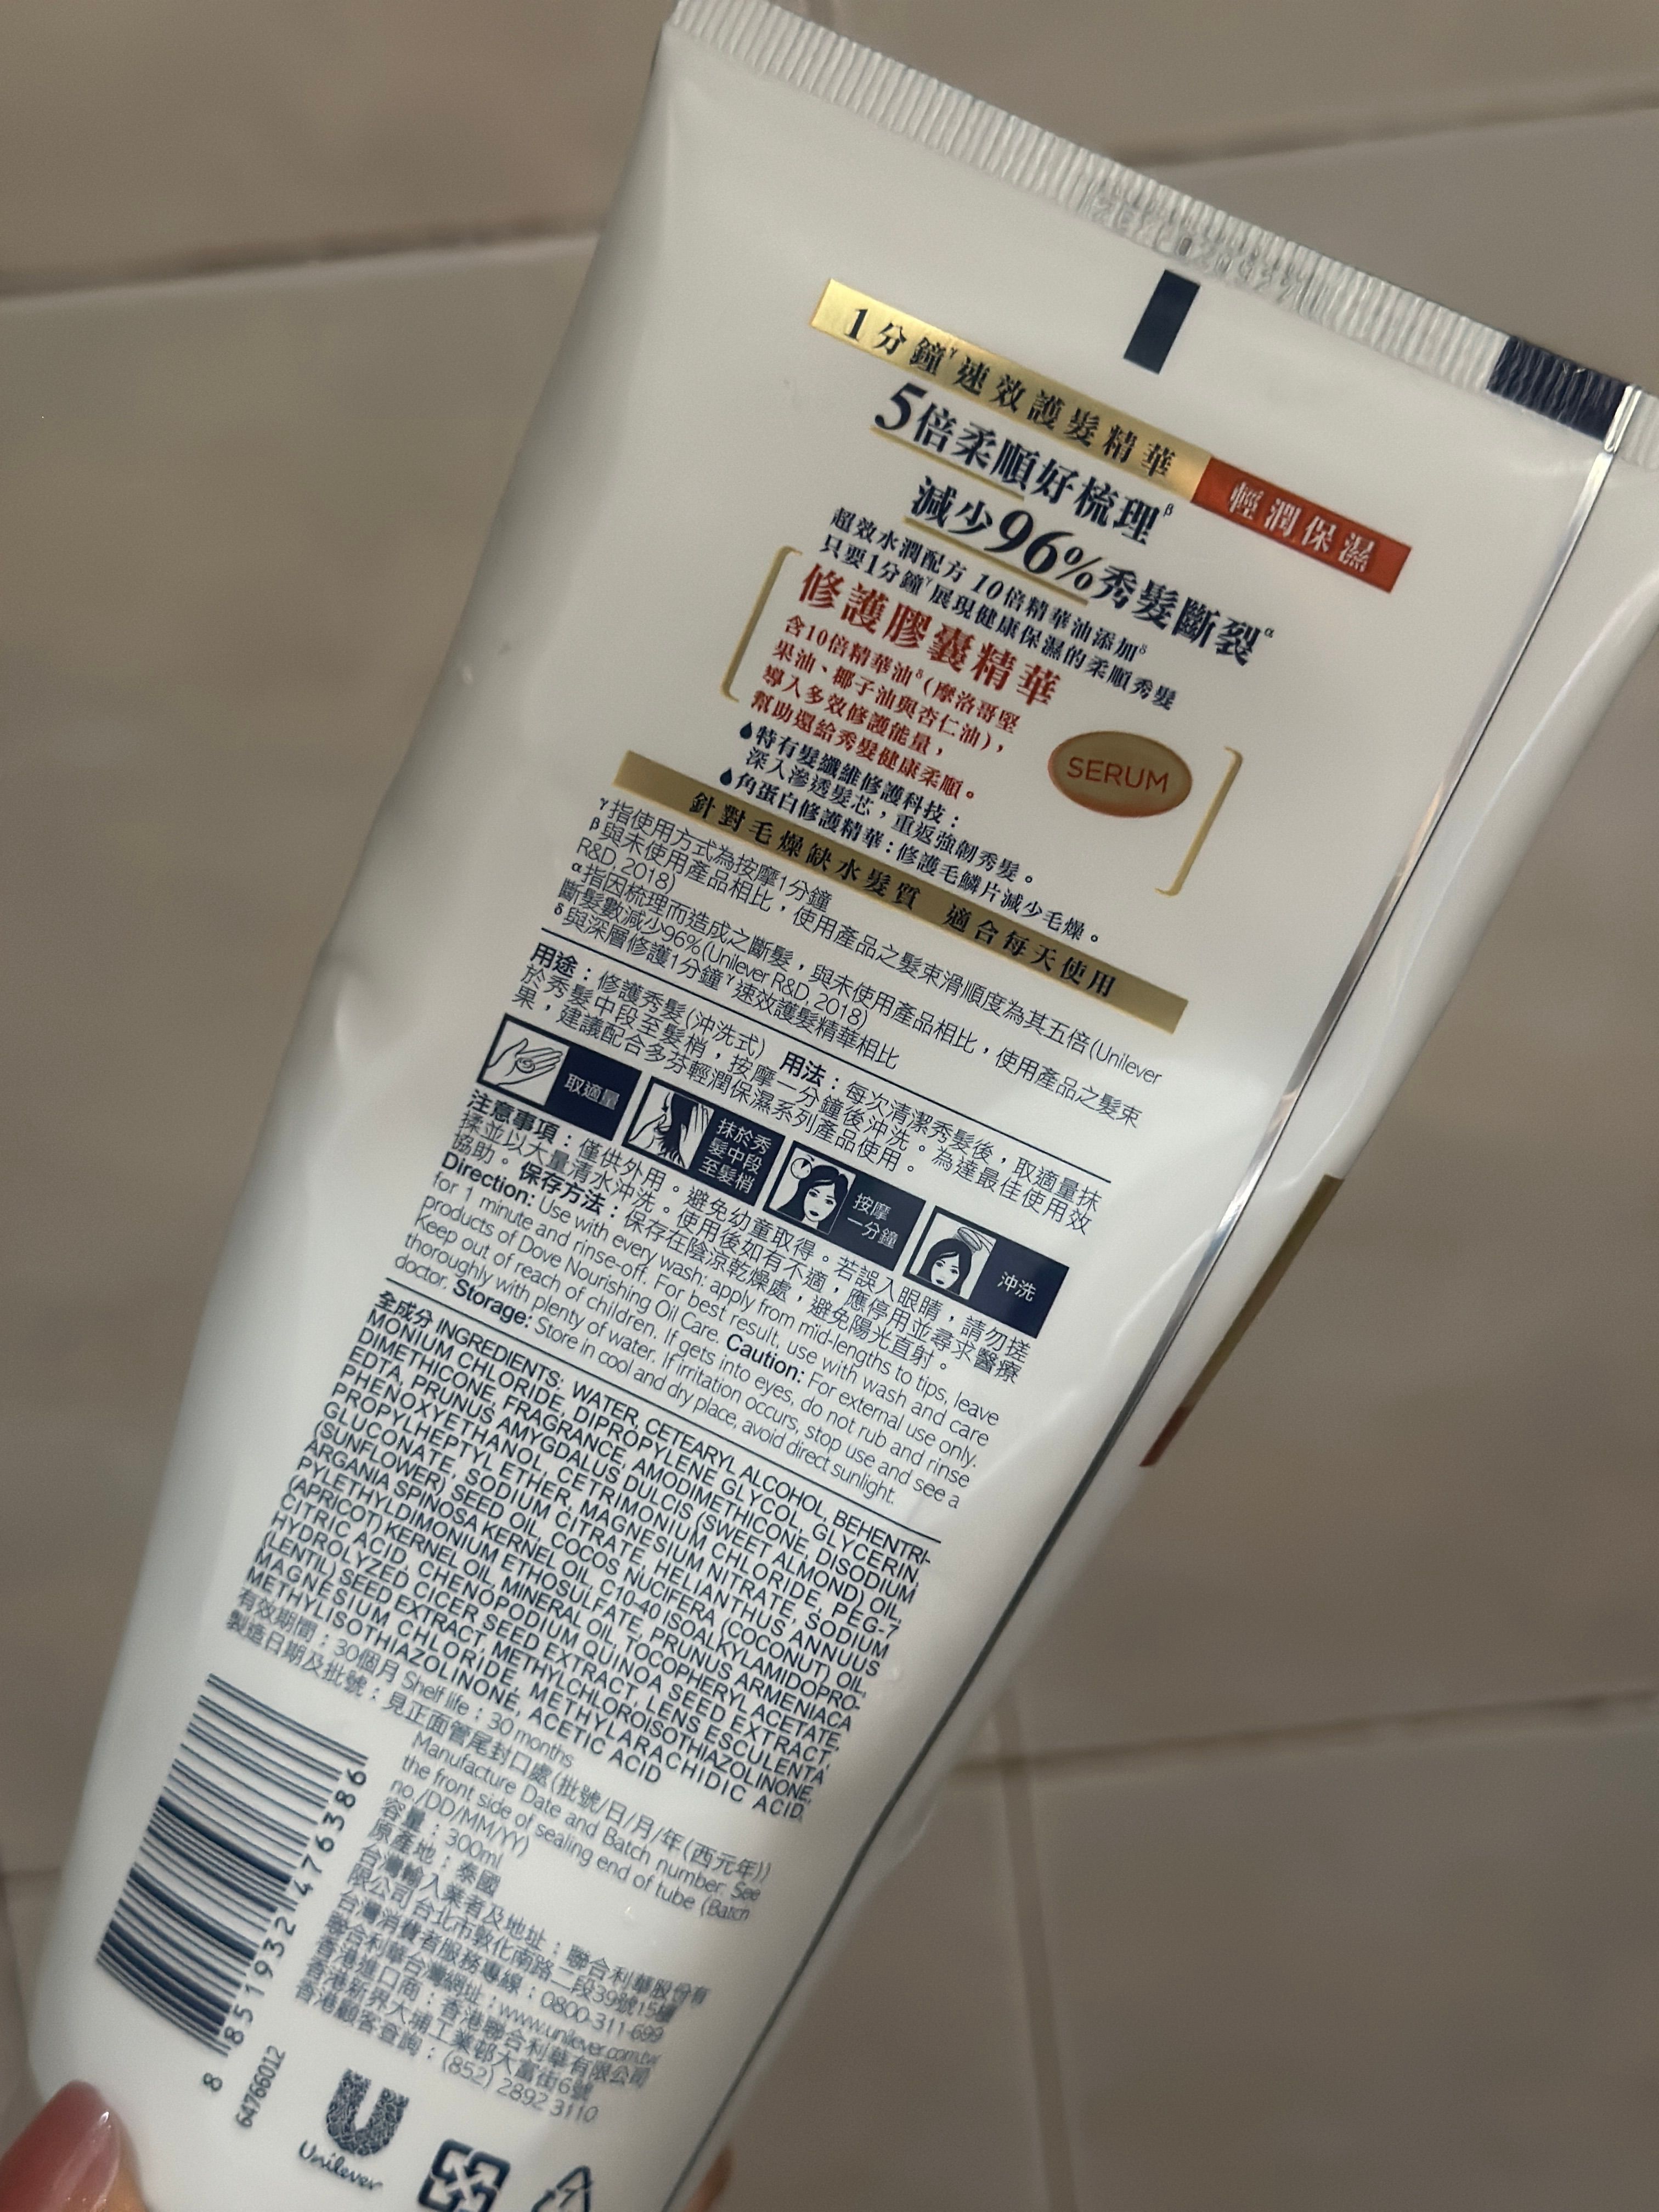 1分鐘γ速效護髮精華 輕潤保濕
5倍柔順好梳理β
減少96%秀髮斷裂α
超效水潤配方 10倍精華油添加δ
只要1分鐘γ展現健康保濕的柔順秀髮
修護膠囊精華
含10倍精華油δ(摩洛哥堅
果油、椰子油與杏仁油),
導入多效修護能量,
幫助還給秀髮健康柔順。
SERUM
特有髮纖維修護科技:
深入滲透髮芯,重返強韌秀髮。
角蛋白修護精華:修護毛鱗片減少毛燥。
針對毛燥缺水髮質 適合每天使用
γ指使用方式為按摩1分鐘
β與未使用產品相比,使用產品之髮束滑順度為其五倍(Unilever
R&D, 2018)
α指因梳理而造成之斷髮,與未使用產品相比,使用產品之髮束
斷髮數減少96%(Unilever R&D, 2018)
δ與深層修護1分鐘γ速效護髮精華相比
用途:修護秀髮(沖洗式) 用法:每次清潔秀髮後,取適量抹
於秀髮中段至髮梢,按摩一分鐘後沖洗。為達最佳使用效
果,建議配合多芬輕潤保濕系列產品使用。
取適量
抹於秀
髮中段
至髮梢
按摩
一分鐘
沖洗
注意事項:僅供外用。避免幼童取得。若誤入眼睛,請勿搓
揉並以大量清水沖洗。使用後如有不適,應停用並尋求醫療
協助。保存方法:保存在陰涼乾燥處,避免陽光直射。
Direction: Use with every wash: apply from mid-lengths to tips, leave
for 1 minute and rinse-off. For best result, use with wash and care
products of Dove Nourishing Oil Care. Caution: For external use only.
Keep out of reach of children. If gets into eyes, do not rub and rinse
thoroughly with plenty of water. If irritation occurs, stop use and see a
doctor. Storage: Store in cool and dry place, avoid direct sunlight.
全成分 INGREDIENTS: WATER, CETEARYL ALCOHOL, BEHENTRI-
MONIUM CHLORIDE, DIPROPYLENE GLYCOL, GLYCERIN,
DIMETHICONE, FRAGRANCE, AMODIMETHICONE, DISODIUM
EDTA, PRUNUS AMYGDALUS DULCIS (SWEET ALMOND) OIL,
PHENOXYETHANOL, CETRIMONIUM CHLORIDE, PEG-7
PROPYLHEPTYL ETHER, MAGNESIUM NITRATE, SODIUM
GLUCONATE, SODIUM CITRATE, HELIANTHUS ANNUUS
(SUNFLOWER) SEED OIL, COCOS NUCIFERA (COCONUT) OIL,
ARGANIA SPINOSA KERNEL OIL, C10-40 ISOALKYLAMIDOPRO-
PYLETHYLDIMONIUM ETHOSULFATE, PRUNUS ARMENIACA
(APRICOT) KERNEL OIL, MINERAL OIL, TOCOPHERYL ACETATE,
CITRIC ACID, CHENOPODIUM QUINOA SEED EXTRACT,
HYDROLYZED CICER SEED EXTRACT, LENS ESCULENTA
(LENTIL) SEED EXTRACT, METHYLCHLOROISOTHIAZOLINONE,
MAGNESIUM CHLORIDE, METHYLARACHIDIC ACID,
METHYLISOTHIAZOLINONE, ACETIC ACID
有效期間:30個月 Shelf life : 30 months
製造日期及批號:見正面管尾封口處(批號/日/月/年(西元年))
Manufacture Date and Batch number: See
the front side of sealing end of tube (Batch
no./DD/MM/YY)
容量:300ml
原產地:泰國
台灣輸入業者及地址:聯合利華股份有
限公司 台北市敦化南路二段39號15樓
台灣消費者服務專線:0800-311-699
聯合利華台灣網址:www.unilever.com.tw
香港進口商:香港聯合利華有限公司
香港新界大埔工業邨大富街6號
香港顧客查詢:(852) 2892 3110
8 851932 476386
64766012
Unilever